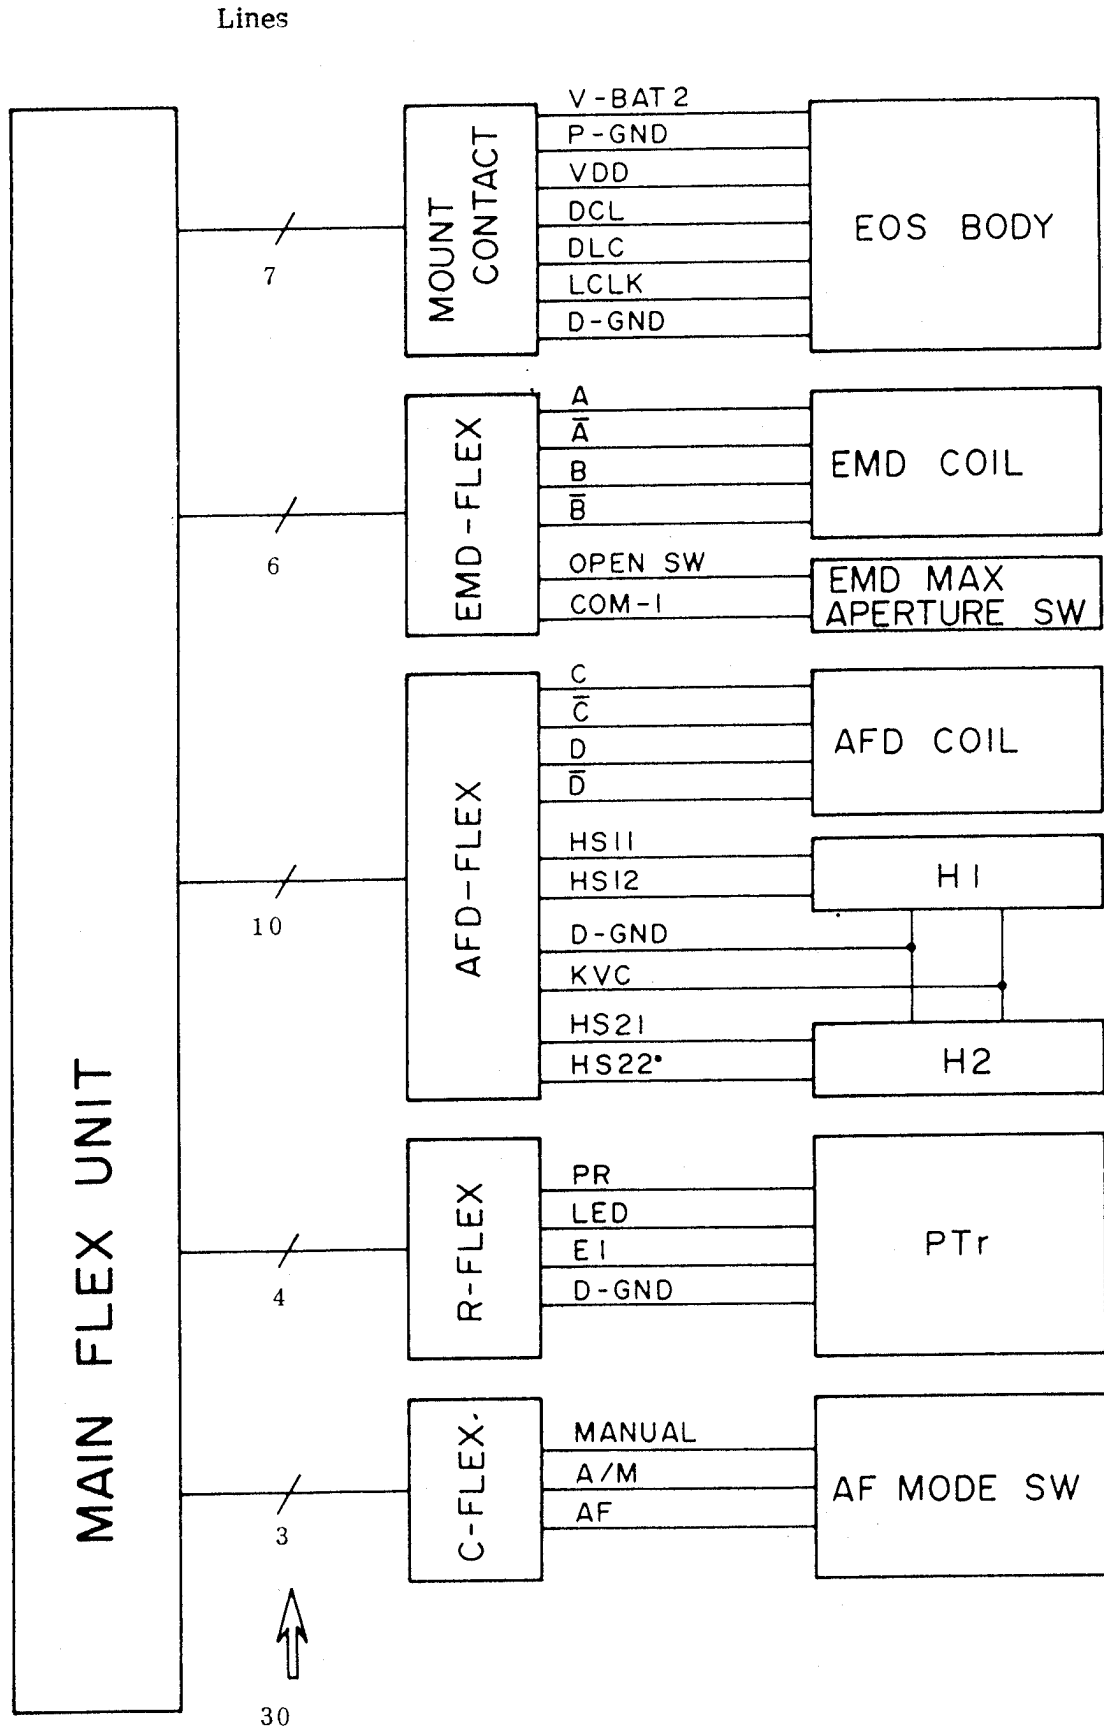 Lines
MAIN FLEX UNIT
7
MOUNT
CONTACT
V-BAT 2
P-GND
VDD
DCL
DLC
LCLK
D-GND
EOS BODY
6
EMD-FLEX
A
A̅
B
B̅
OPEN SW
COM-1
EMD COIL
EMD MAX
APERTURE SW
10
AFD-FLEX
C
C̅
D
D̅
HS11
HS12
D-GND
KVC
HS21
HS22
AFD COIL
H1
H2
4
R-FLEX
PR
LED
E1
D-GND
PTr
3
C-FLEX
MANUAL
A/M
AF
AF MODE SW
30